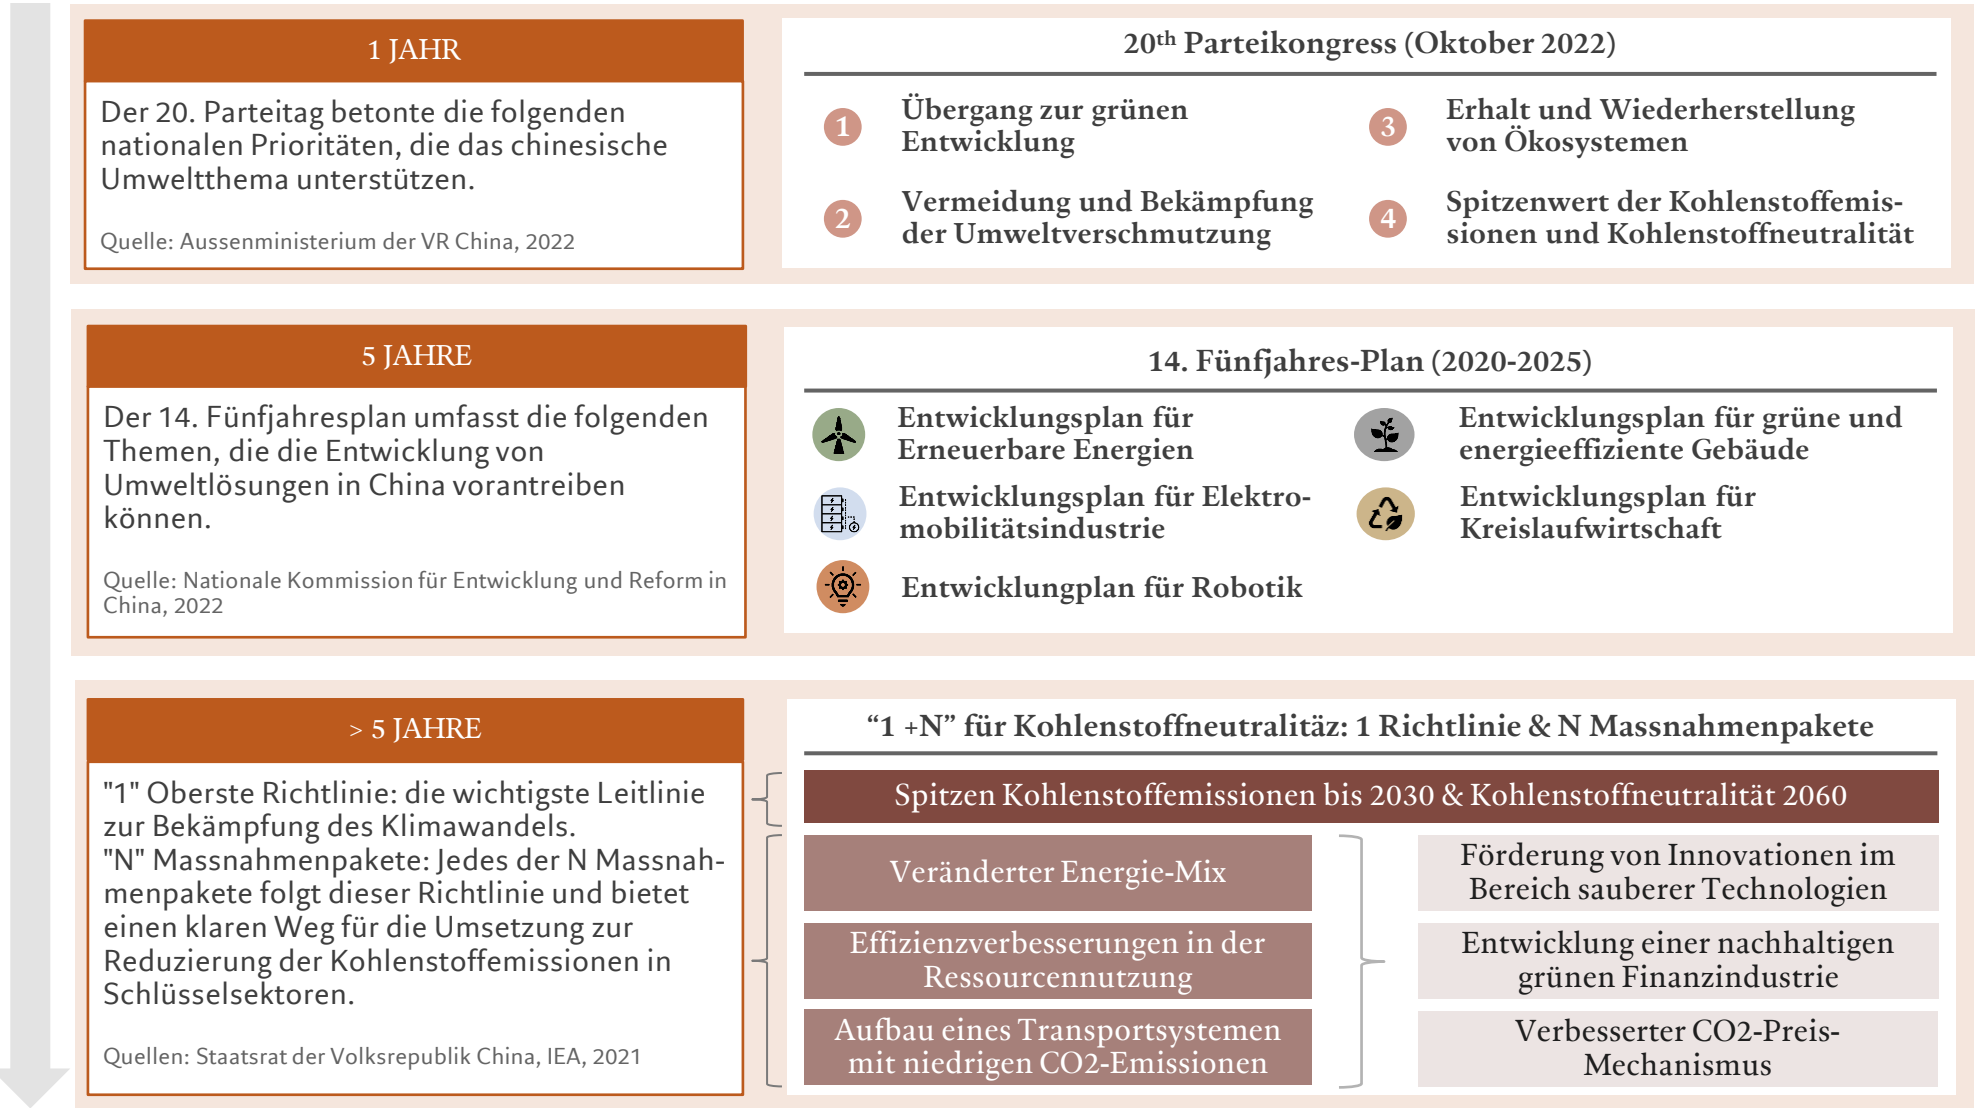 1 JAHR
Der 20. Parteitag betonte die folgenden
nationalen Prioritäten, die das chinesische
Umweltthema unterstützen.
Quelle: Aussenministerium der VR China, 2022
20th Parteikongress (Oktober 2022)
1
Übergang zur grünen
Entwicklung
2
Vermeidung und Bekämpfung
der Umweltverschmutzung
3
Erhalt und Wiederherstellung
von Ökosystemen
4
Spitzenwert der Kohlenstoffemis-
sionen und Kohlenstoffneutralität
5 JAHRE
Der 14. Fünfjahresplan umfasst die folgenden
Themen, die die Entwicklung von
Umweltlösungen in China vorantreiben
können.
Quelle: Nationale Kommission für Entwicklung und Reform in
China, 2022
14. Fünfjahres-Plan (2020-2025)
Entwicklungsplan für
Erneuerbare Energien
Entwicklungsplan für Elektro-
mobilitätsindustrie
Entwicklungplan für Robotik
Entwicklungsplan für grüne und
energieeffiziente Gebäude
Entwicklungsplan für
Kreislaufwirtschaft
> 5 JAHRE
"1" Oberste Richtlinie: die wichtigste Leitlinie
zur Bekämpfung des Klimawandels.
"N" Massnahmenpakete: Jedes der N Massnah-
menpakete folgt dieser Richtlinie und bietet
einen klaren Weg für die Umsetzung zur
Reduzierung der Kohlenstoffemissionen in
Schlüsselsektoren.
Quellen: Staatsrat der Volksrepublik China, IEA, 2021
“1 +N” für Kohlenstoffneutralitäz: 1 Richtlinie & N Massnahmenpakete
Spitzen Kohlenstoffemissionen bis 2030 & Kohlenstoffneutralität 2060
Veränderter Energie-Mix
Effizienzverbesserungen in der
Ressourcennutzung
Aufbau eines Transportsystemen
mit niedrigen CO2-Emissionen
Förderung von Innovationen im
Bereich sauberer Technologien
Entwicklung einer nachhaltigen
grünen Finanzindustrie
Verbesserter CO2-Preis-
Mechanismus